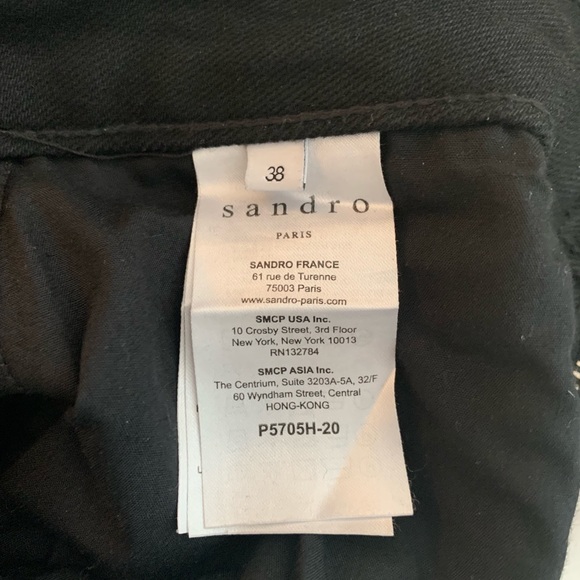 38
sandro
PARIS
SANDRO FRANCE
61 rue de Turenne
75003 Paris
www.sandro-paris.com
SMCP USA Inc.
10 Crosby Street, 3rd Floor
New York, New York 10013
RN132784
SMCP ASIA Inc.
The Centrium, Suite 3203A-5A, 32/F
60 Wyndham Street, Central
HONG-KONG
P5705H-20